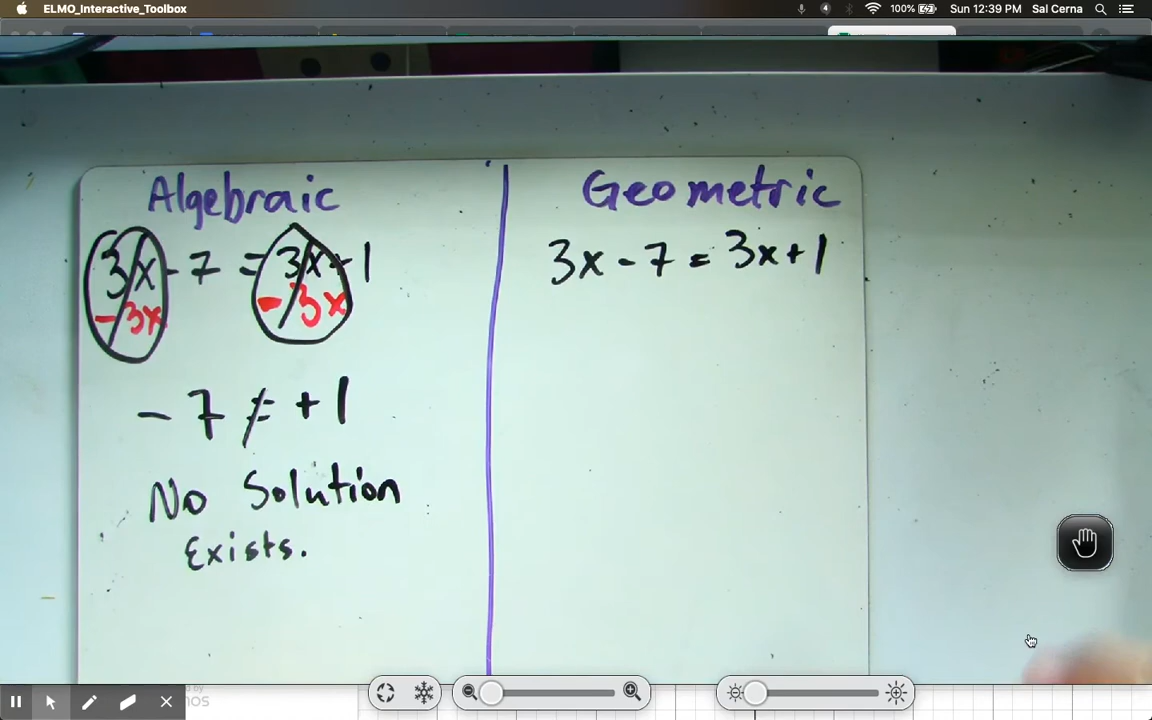 ELMO_Interactive_Toolbox
100%
Sun 12:39 PM
Sal Cerna
Algebraic
3x - 7 = 3x + 1
- 3x - 3x
- 7 ≠ + 1
No Solution
Exists.
Geometric
3x - 7 = 3x + 1